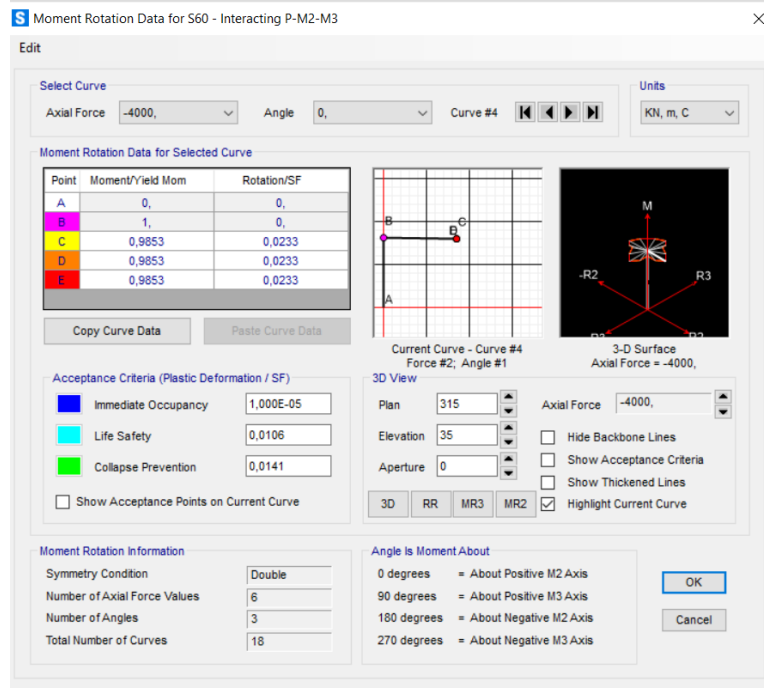 S Moment Rotation Data for S60 - Interacting P-M2-M3
Edit
Select Curve
Axial Force -4000, Angle 0, Curve #4
Units
KN, m, C
Moment Rotation Data for Selected Curve
Point Moment/Yield Mom Rotation/SF
A 0, 0,
B 1, 0,
C 0,9853 0,0233
D 0,9853 0,0233
E 0,9853 0,0233
Copy Curve Data Paste Curve Data
B C
A
Current Curve - Curve #4
Force #2; Angle #1
M
-R2 R3
3-D Surface
Axial Force = -4000,
Acceptance Criteria (Plastic Deformation / SF)
Immediate Occupancy 1,000E-05
Life Safety 0,0106
Collapse Prevention 0,0141
Show Acceptance Points on Current Curve
3D View
Plan 315
Elevation 35
Aperture 0
3D RR MR3 MR2
Axial Force -4000,
Hide Backbone Lines
Show Acceptance Criteria
Show Thickened Lines
Highlight Current Curve
Moment Rotation Information
Symmetry Condition Double
Number of Axial Force Values 6
Number of Angles 3
Total Number of Curves 18
Angle Is Moment About
0 degrees = About Positive M2 Axis
90 degrees = About Positive M3 Axis
180 degrees = About Negative M2 Axis
270 degrees = About Negative M3 Axis
OK
Cancel